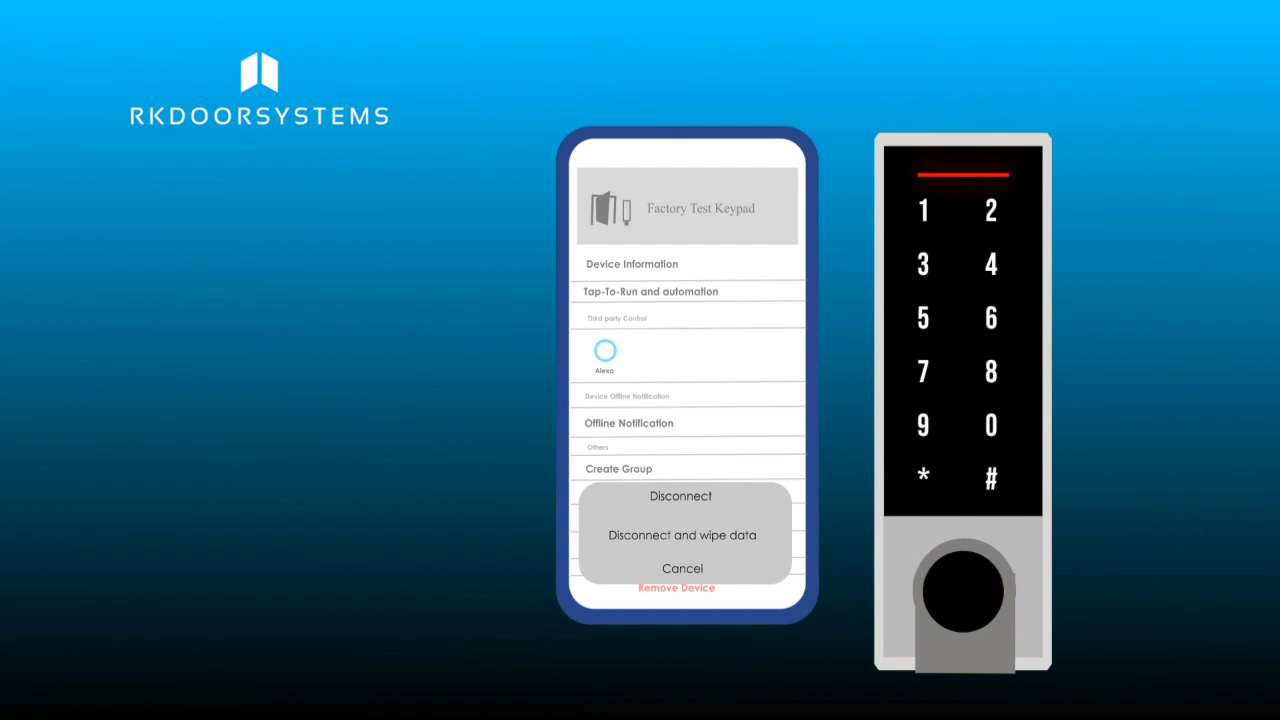 RKDOORSYSTEMS
Factory Test Keypad
Device Information
Tap-To-Run and automation
Third party Control
Alexa
Device Offline Notification
Offline Notification
Others
Create Group
Disconnect
Disconnect and wipe data
Cancel
Remove Device
1 2
3 4
5 6
7 8
9 0
* #